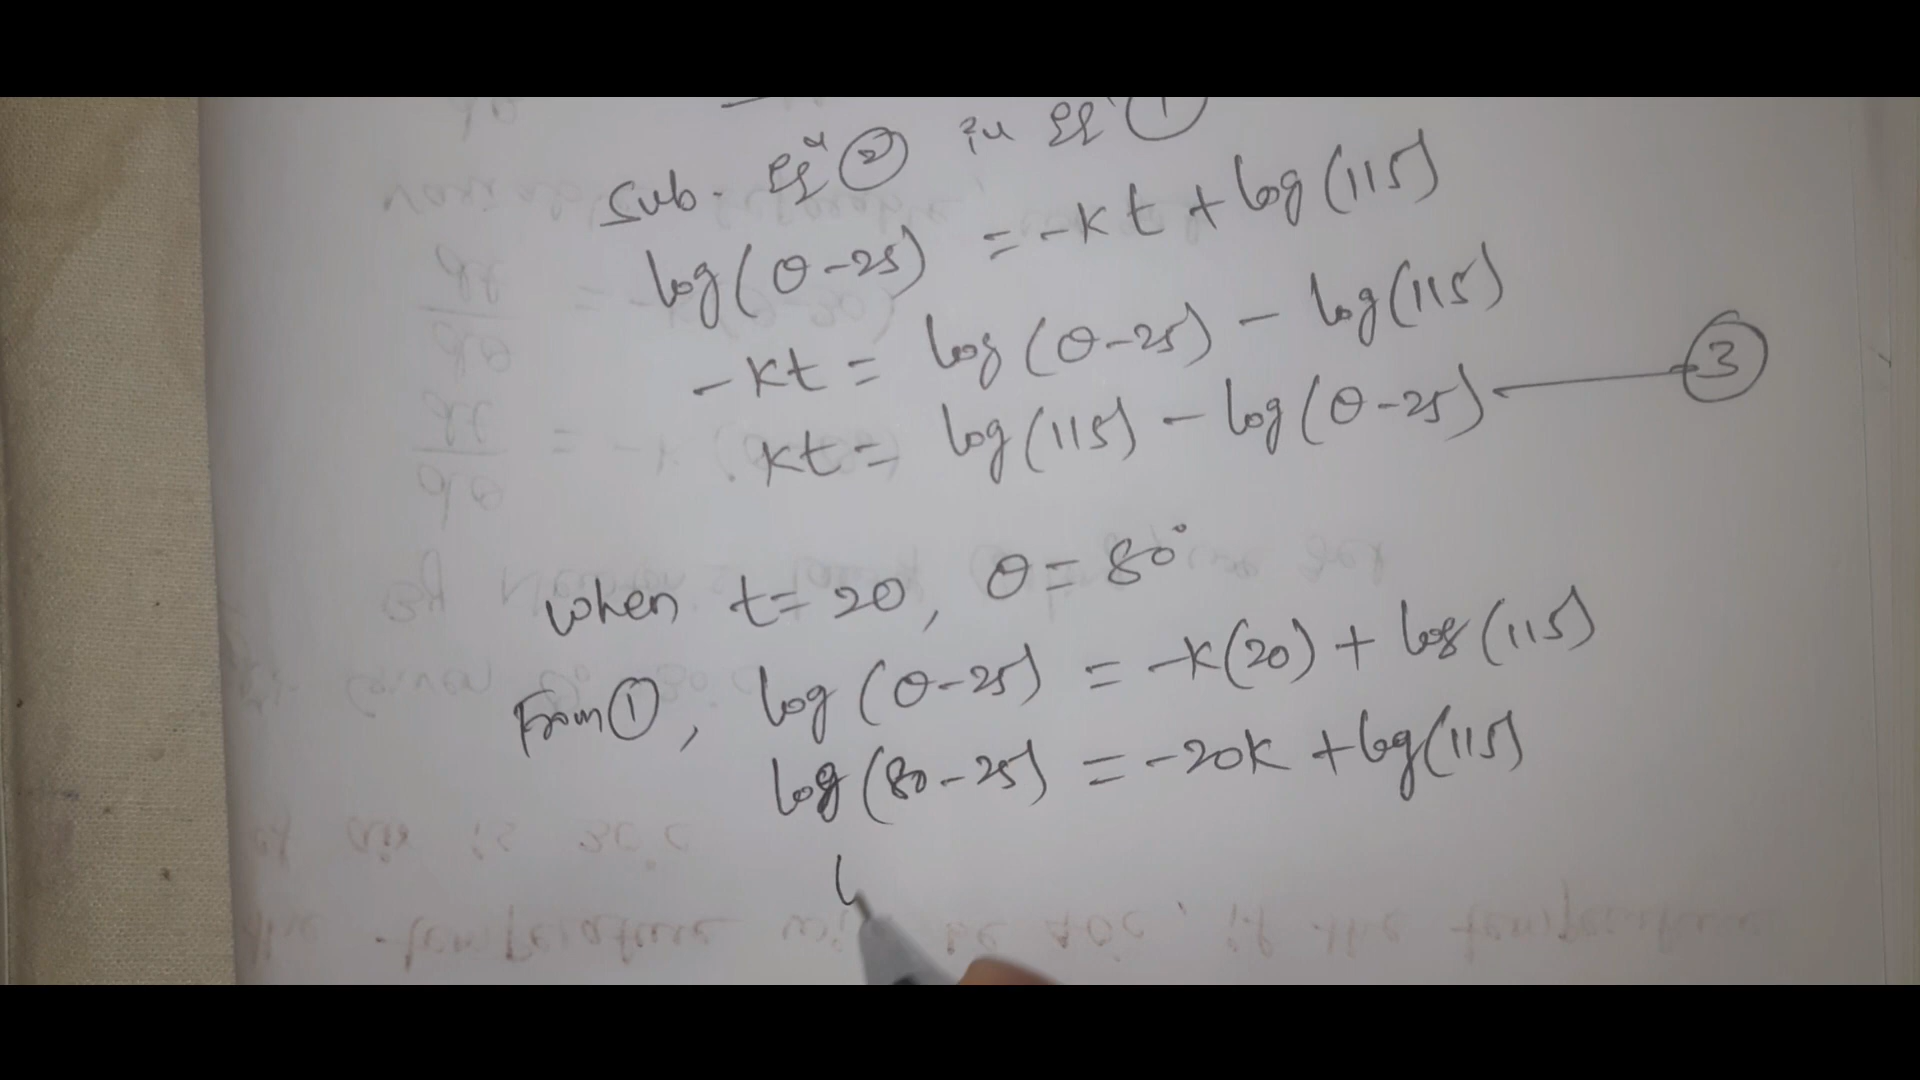 Sub. Eqⁿ ② in Eqⁿ ①
log(θ-25) = -kt + log(115)
-kt = log(θ-25) - log(115)
kt = log(115) - log(θ-25) — ③
when t=20, θ=80°
From ①, log(θ-25) = -k(20) + log(115)
log(80-25) = -20k + log(115)